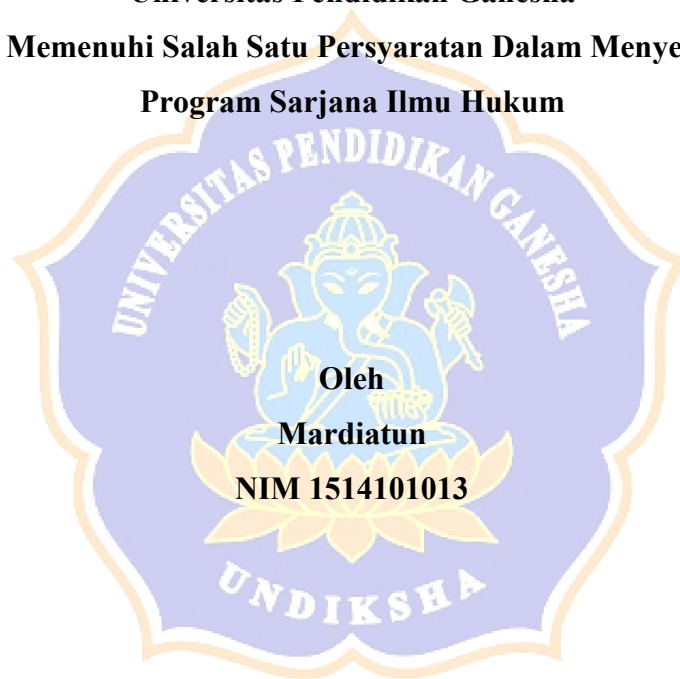 Universitas Pendidikan Ganesha
Memenuhi Salah Satu Persyaratan Dalam Menye
Program Sarjana Ilmu Hukum
UNIVERSITAS PENDIDIKAN GANESHA
Oleh
Mardiatun
NIM 1514101013
UNDIKSHA